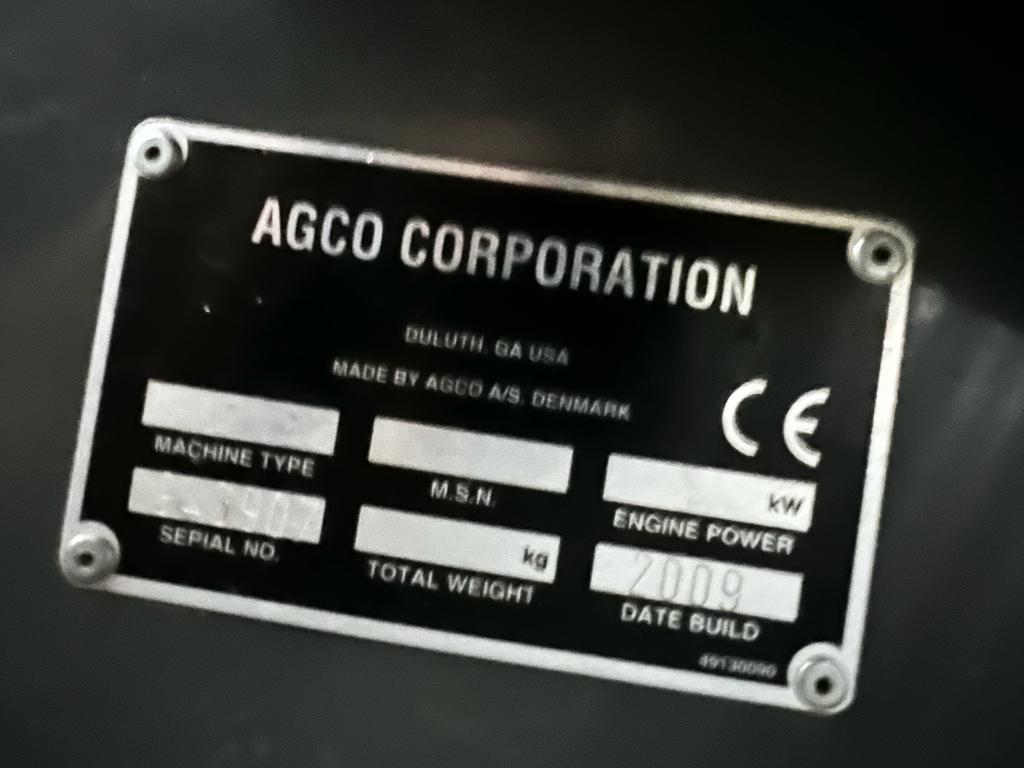 AGCO CORPORATION
DULUTH, GA USA
MADE BY AGCO A/S, DENMARK
CE
MACHINE TYPE
M.S.N.
kW
ENGINE POWER
SERIAL NO.
kg
TOTAL WEIGHT
2009
DATE BUILD
49130090